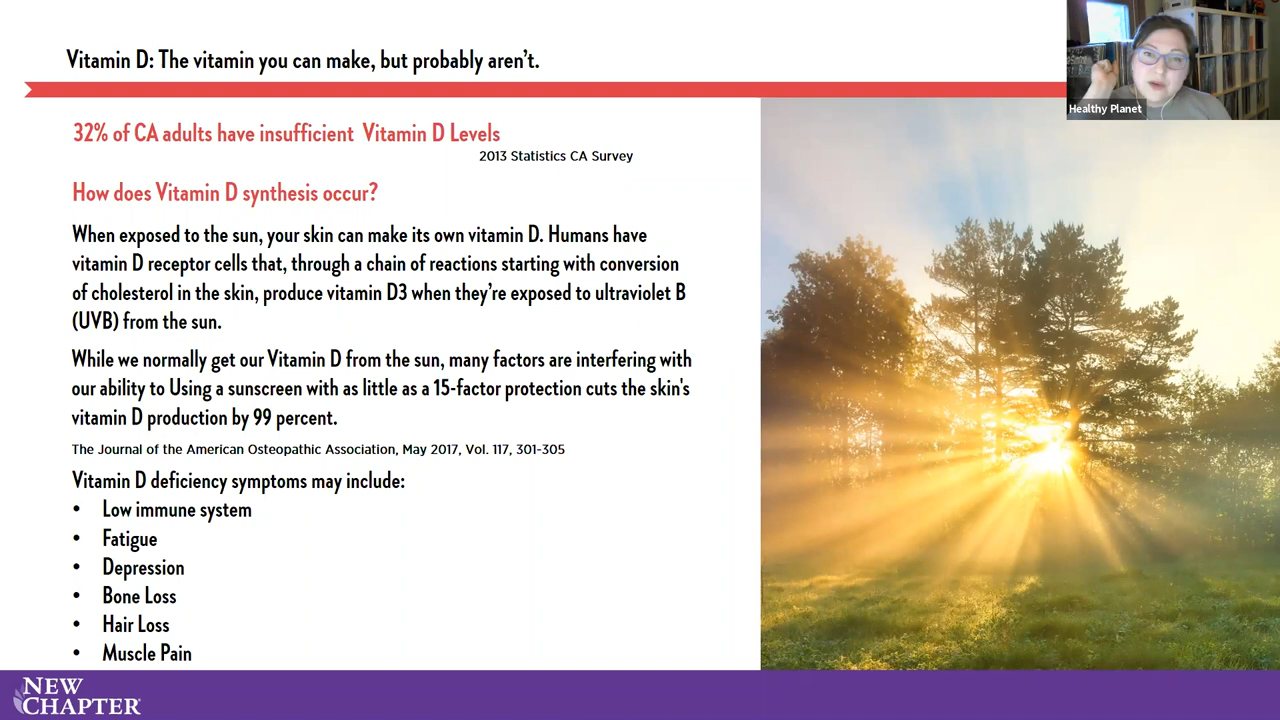 Vitamin D: The vitamin you can make, but probably aren't.
Healthy Planet
32% of CA adults have insufficient Vitamin D Levels
2013 Statistics CA Survey
How does Vitamin D synthesis occur?
When exposed to the sun, your skin can make its own vitamin D. Humans have
vitamin D receptor cells that, through a chain of reactions starting with conversion
of cholesterol in the skin, produce vitamin D3 when they're exposed to ultraviolet B
(UVB) from the sun.
While we normally get our Vitamin D from the sun, many factors are interfering with
our ability to Using a sunscreen with as little as a 15-factor protection cuts the skin's
vitamin D production by 99 percent.
The Journal of the American Osteopathic Association, May 2017, Vol. 117, 301-305
Vitamin D deficiency symptoms may include:
• Low immune system
• Fatigue
• Depression
• Bone Loss
• Hair Loss
• Muscle Pain
NEW
CHAPTER